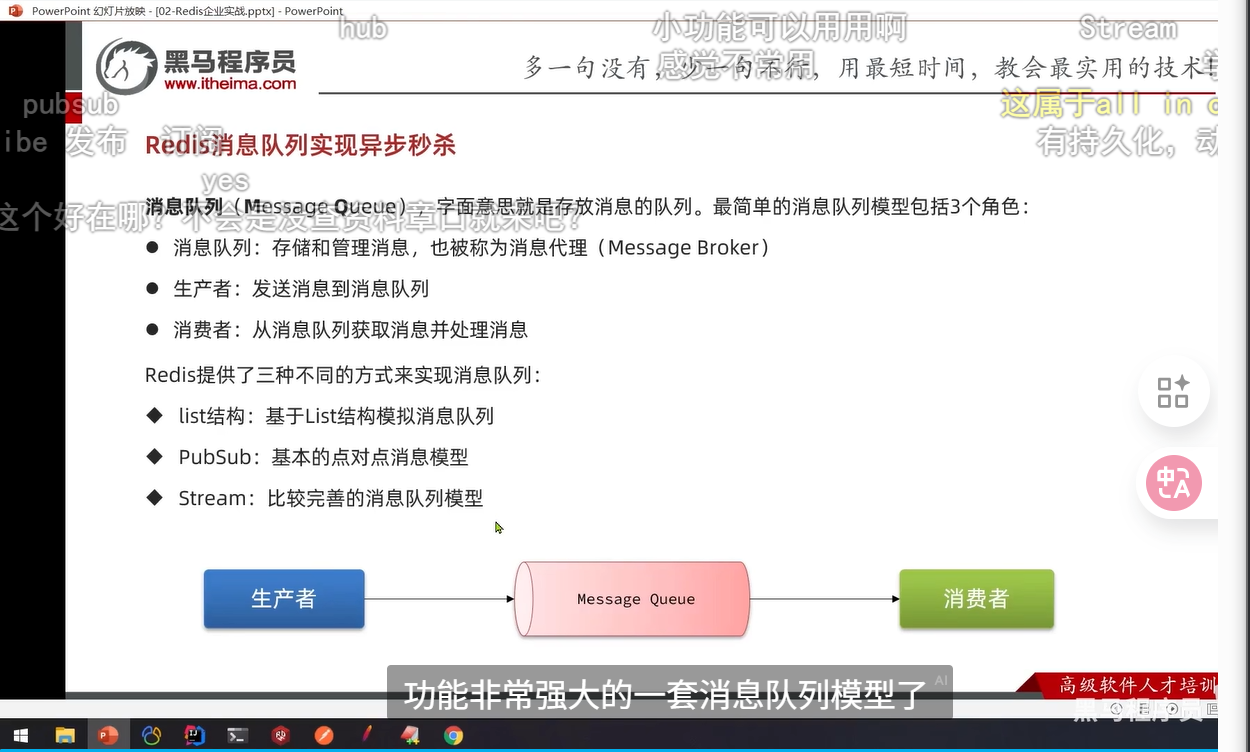 PowerPoint 幻灯片放映 - [02-Redis企业实战.pptx] - PowerPoint
hub
小功能可以用用啊
Stream
感觉不常用
黑马程序员
www.itheima.com
多一句没有，少一句不行，用最短时间，教会最实用的技术！
pubsub
这属于all in
ibe 发布 订阅
有持久化，动
Redis消息队列实现异步秒杀
yes
这个好在哪？不会是没查资料章口就来吧？
消息队列（Message Queue），字面意思就是存放消息的队列。最简单的消息队列模型包括3个角色：
● 消息队列：存储和管理消息，也被称为消息代理（Message Broker）
● 生产者：发送消息到消息队列
● 消费者：从消息队列获取消息并处理消息
Redis提供了三种不同的方式来实现消息队列：
◆ list结构：基于List结构模拟消息队列
◆ PubSub：基本的点对点消息模型
◆ Stream：比较完善的消息队列模型
中A
生产者
Message Queue
消费者
功能非常强大的一套消息队列模型了
AI
高级软件人才培训
黑马程序员